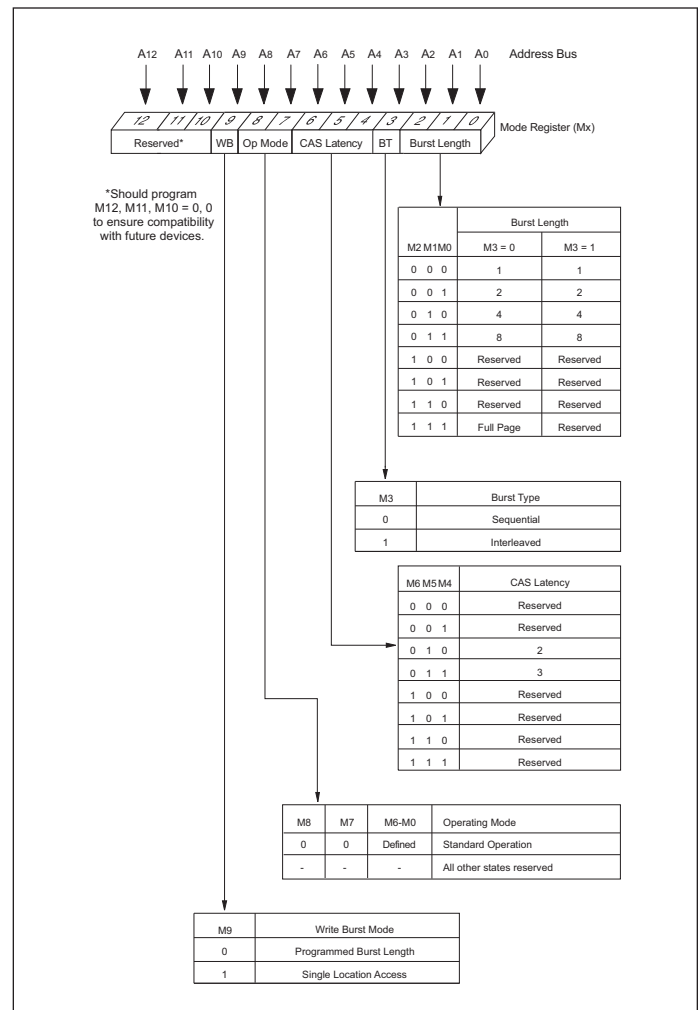 A12 A11 A10 A9 A8 A7 A6 A5 A4 A3 A2 A1 A0 Address Bus
12 11 10 9 8 7 6 5 4 3 2 1 0 Mode Register (Mx)
Reserved* WB Op Mode CAS Latency BT Burst Length
*Should program
M12, M11, M10 = 0, 0
to ensure compatibility
with future devices.
Burst Length
M2 M1M0 M3 = 0 M3 = 1
0 0 0 1 1
0 0 1 2 2
0 1 0 4 4
0 1 1 8 8
1 0 0 Reserved Reserved
1 0 1 Reserved Reserved
1 1 0 Reserved Reserved
1 1 1 Full Page Reserved
M3 Burst Type
0 Sequential
1 Interleaved
M6 M5M4 CAS Latency
0 0 0 Reserved
0 0 1 Reserved
0 1 0 2
0 1 1 3
1 0 0 Reserved
1 0 1 Reserved
1 1 0 Reserved
1 1 1 Reserved
M8 M7 M6-M0 Operating Mode
0 0 Defined Standard Operation
- - - All other states reserved
M9 Write Burst Mode
0 Programmed Burst Length
1 Single Location Access